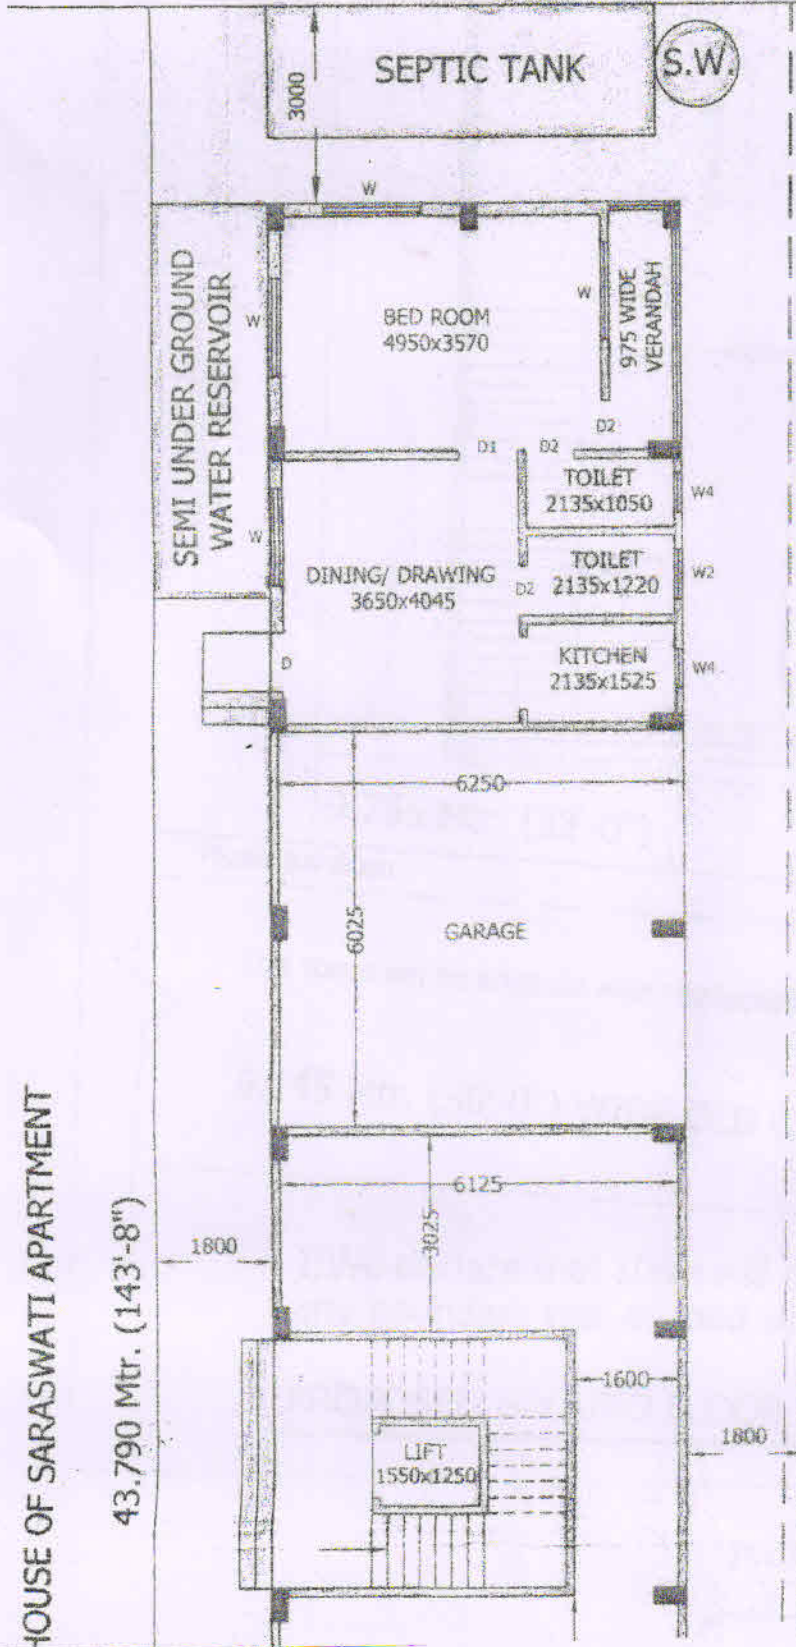 SEPTIC TANK
S.W.
3000
W
SEMI UNDER GROUND
WATER RESERVOIR
W
BED ROOM
4950x3570
W
975 WIDE
VERANDAH
D2
D1
D2
TOILET
2135x1050
W4
W
DINING/ DRAWING
3650x4045
D2
TOILET
2135x1220
W2
D
KITCHEN
2135x1525
W4
6250
6025
GARAGE
6125
3025
1800
1600
LIFT
1550x1250
1800
HOUSE OF SARASWATI APARTMENT
43.790 Mtr. (143'-8")